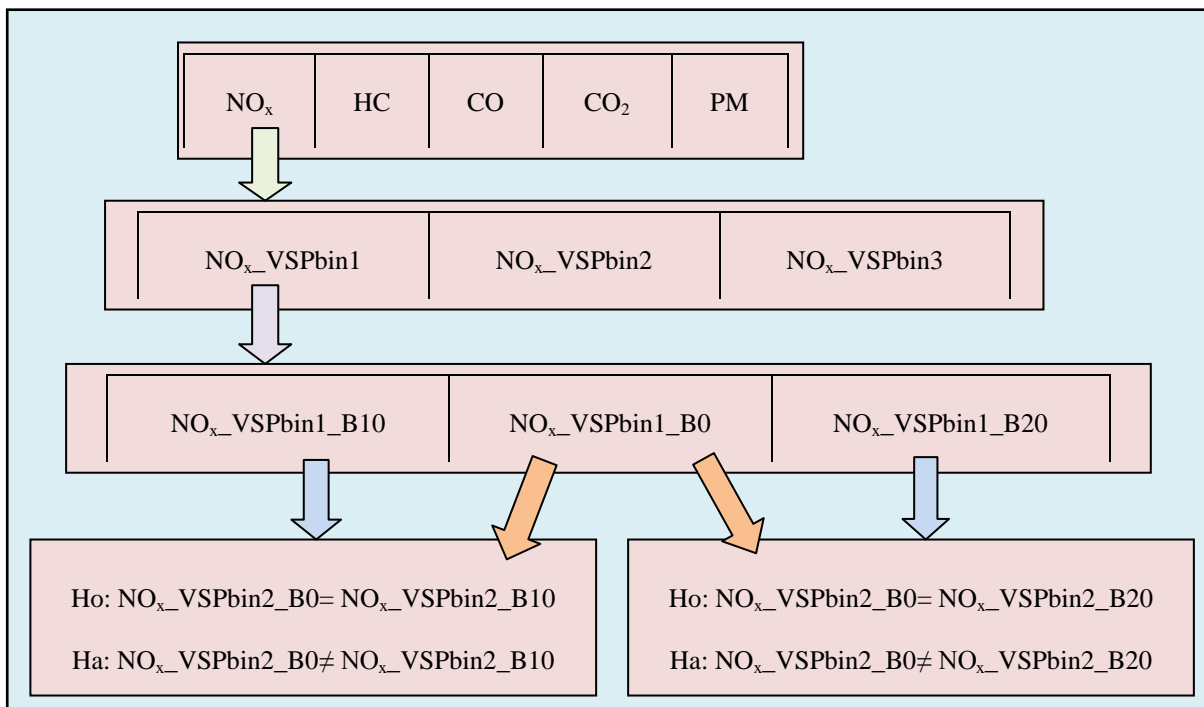 NOₓ HC CO CO₂ PM
NOₓ_VSPbin1 NOₓ_VSPbin2 NOₓ_VSPbin3
NOₓ_VSPbin1_B10 NOₓ_VSPbin1_B0 NOₓ_VSPbin1_B20
Ho: NOₓ_VSPbin2_B0= NOₓ_VSPbin2_B10
Ha: NOₓ_VSPbin2_B0≠ NOₓ_VSPbin2_B10
Ho: NOₓ_VSPbin2_B0= NOₓ_VSPbin2_B20
Ha: NOₓ_VSPbin2_B0≠ NOₓ_VSPbin2_B20